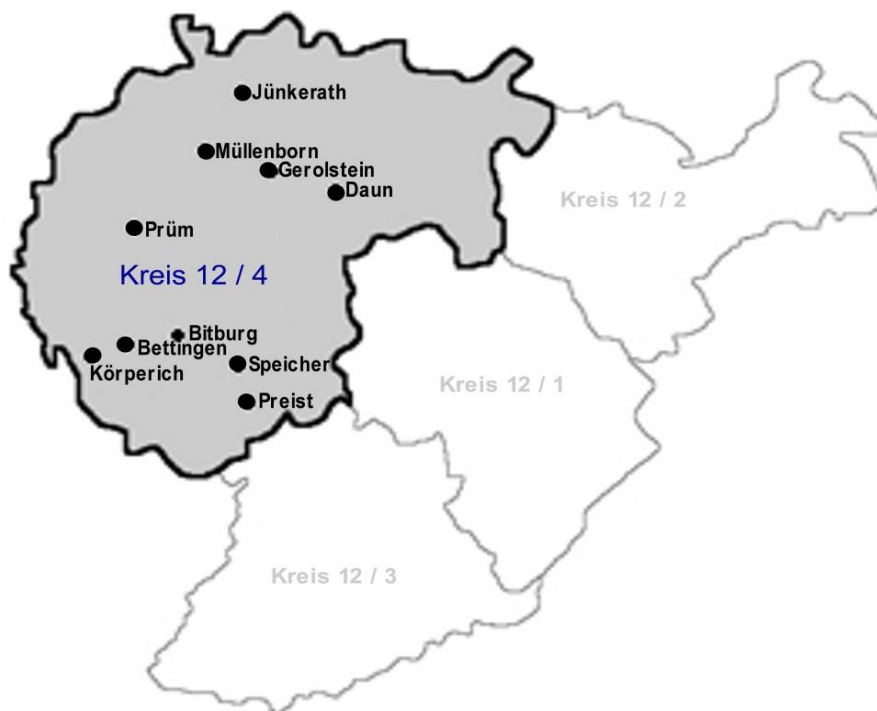 Jünkerath
Müllenborn
Gerolstein
Daun
Kreis 12 / 2
Prüm
Kreis 12 / 4
Bitburg
Bettingen
Körperich
Speicher
Kreis 12 / 1
Preist
Kreis 12 / 3